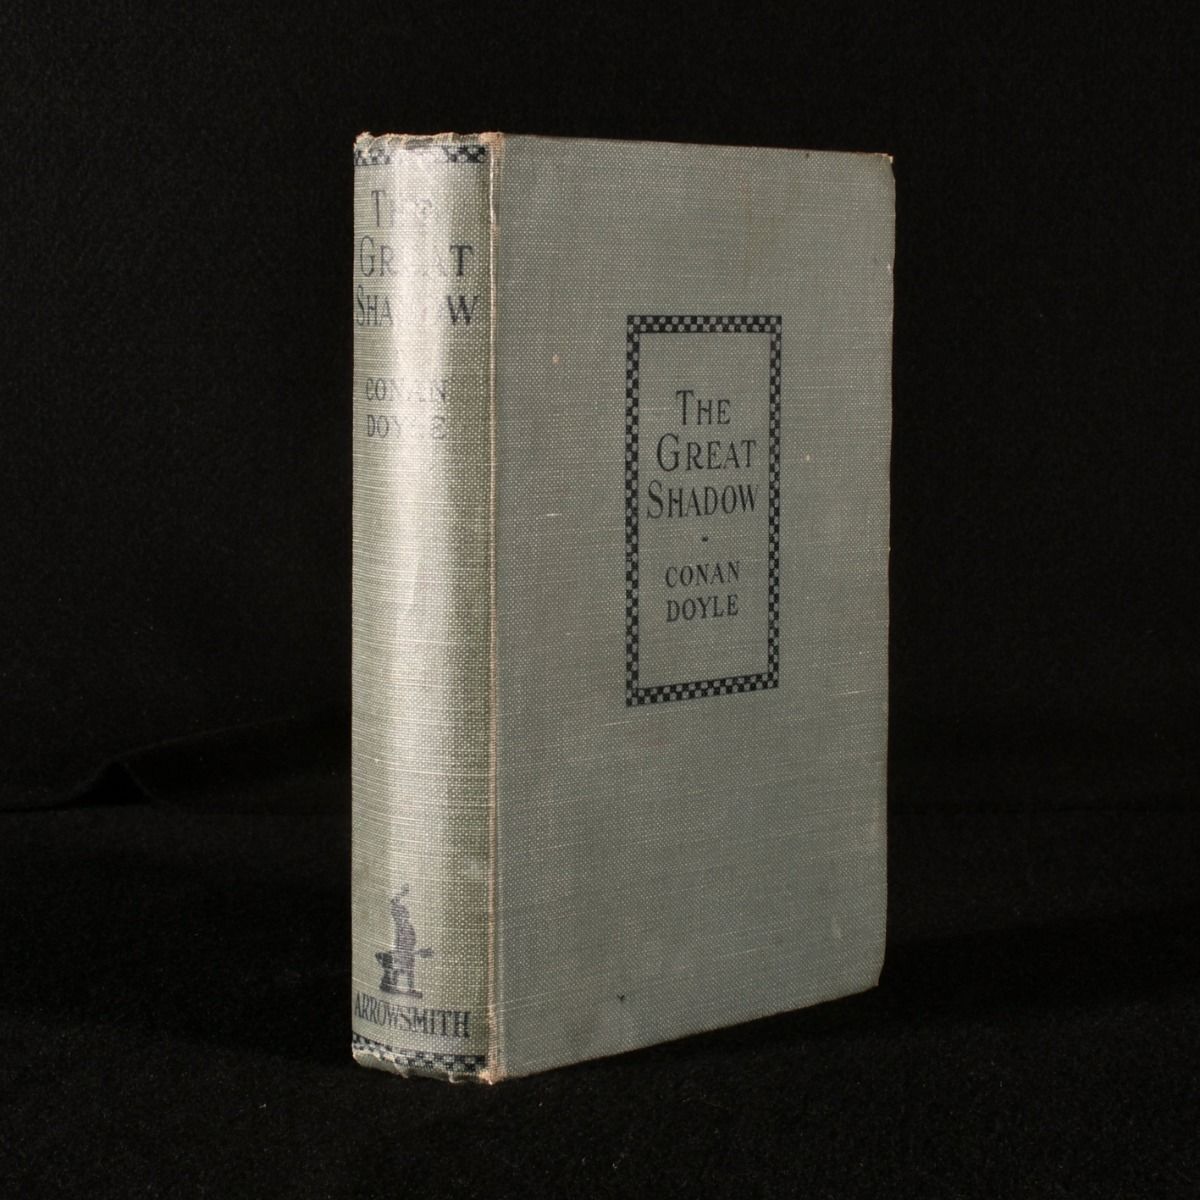 THE
GREAT
SHADOW
CONAN
DOYLE
ARROWSMITH
THE
GREAT
SHADOW
-
CONAN
DOYLE